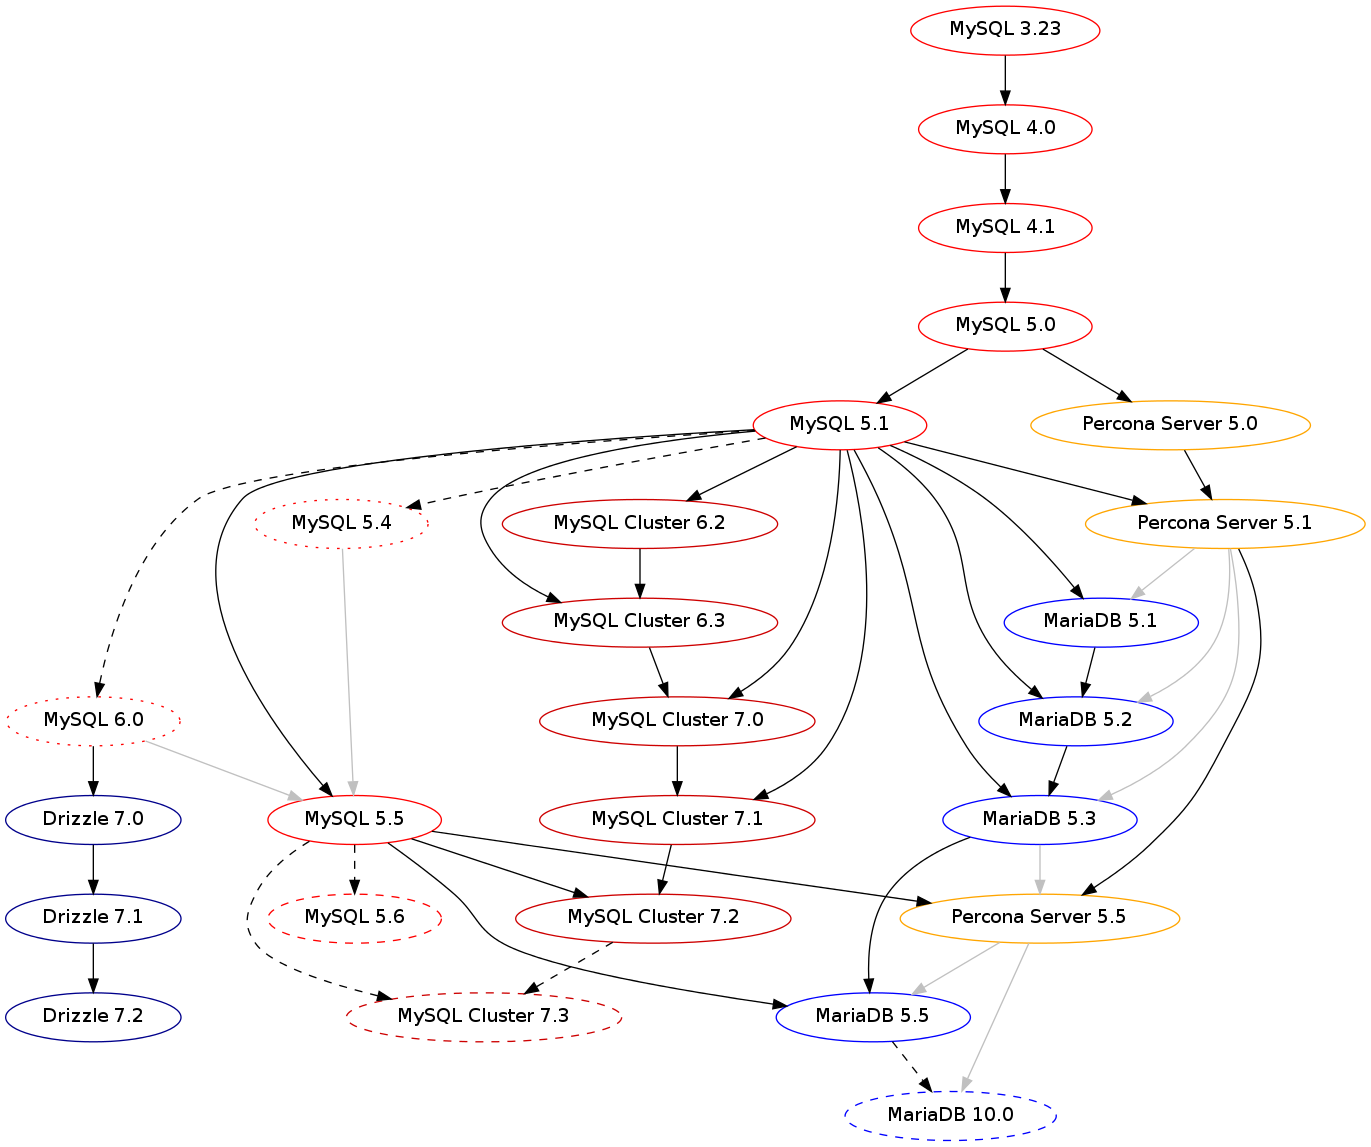 MySQL 3.23
MySQL 4.0
MySQL 4.1
MySQL 5.0
MySQL 5.1
Percona Server 5.0
MySQL 5.4
MySQL Cluster 6.2
Percona Server 5.1
MySQL Cluster 6.3
MariaDB 5.1
MySQL 6.0
MySQL Cluster 7.0
MariaDB 5.2
Drizzle 7.0
MySQL 5.5
MySQL Cluster 7.1
MariaDB 5.3
Drizzle 7.1
MySQL 5.6
MySQL Cluster 7.2
Percona Server 5.5
Drizzle 7.2
MySQL Cluster 7.3
MariaDB 5.5
MariaDB 10.0